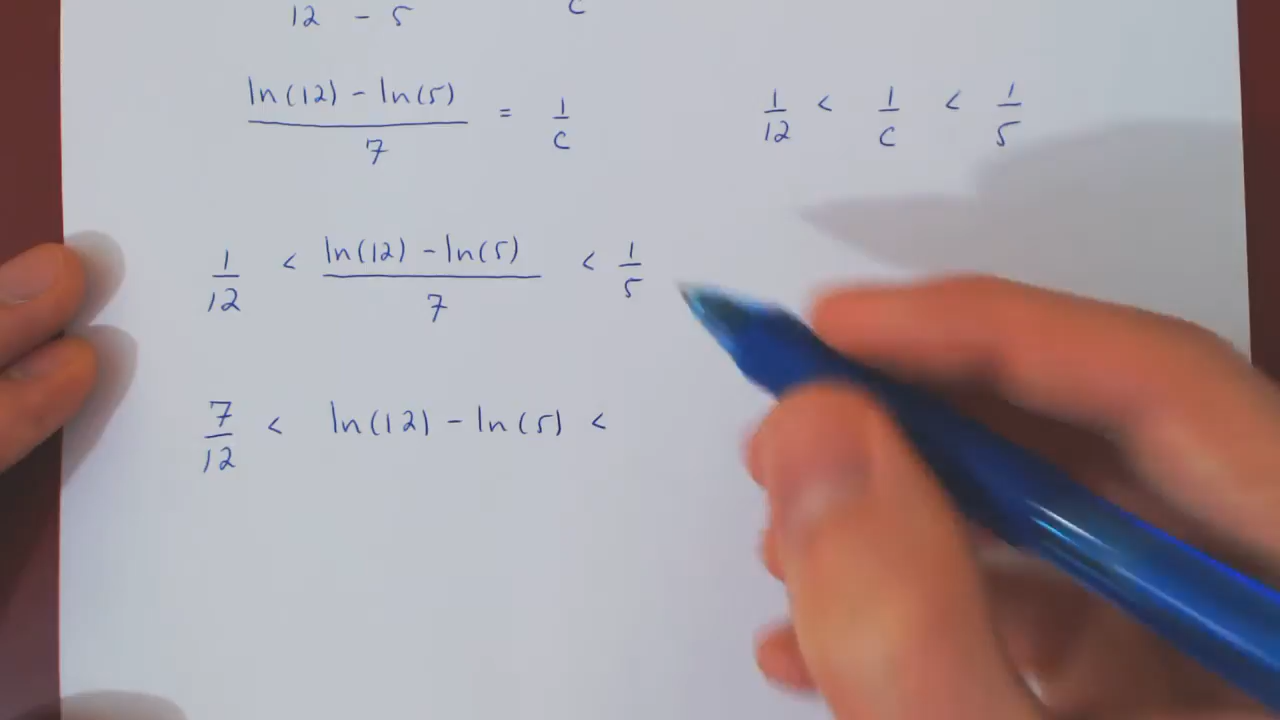 12 - 5 c
ln(12) - ln(5) / 7 = 1/c
1/12 < 1/c < 1/5
1/12 < ln(12) - ln(5) / 7 < 1/5
7/12 < ln(12) - ln(5) <